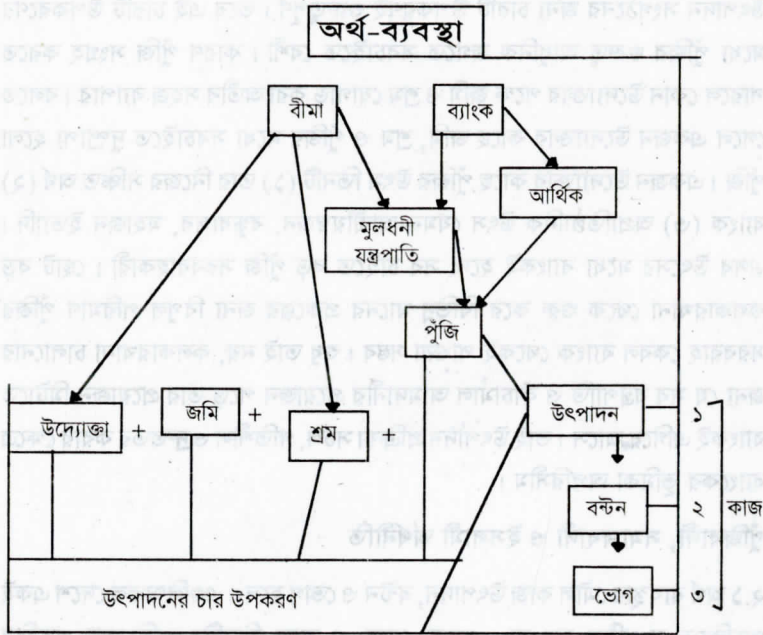 অর্থ-ব্যবস্থা
বীমা
ব্যাংক
আর্থিক
মুলধনী
যন্ত্রপাতি
পুঁজি
উদ্যোক্তা + জমি + শ্রম +
উৎপাদন ১
বন্টন ২ কাজ
ভোগ ৩
উৎপাদনের চার উপকরণ